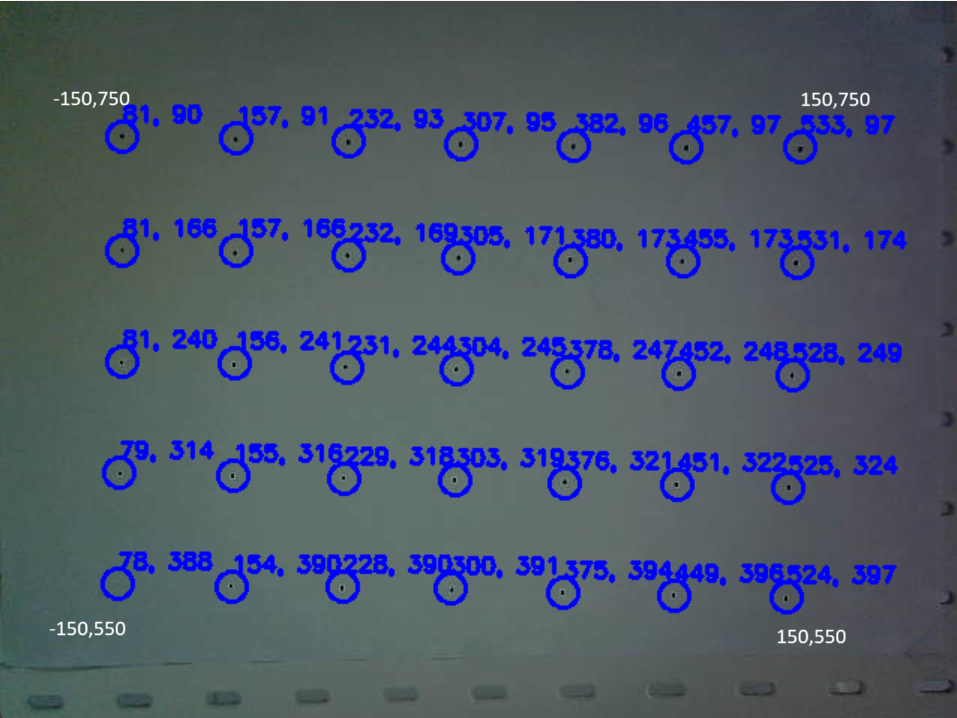 -150,750 150,750
81, 90 157, 91 232, 93 307, 95 382, 96 457, 97 533, 97
81, 166 157, 166 232, 169 305, 171 380, 173 455, 173 531, 174
81, 240 156, 241 231, 244 304, 245 378, 247 452, 248 528, 249
79, 314 155, 316 229, 318 303, 319 376, 321 451, 322 525, 324
78, 388 154, 390 228, 390 300, 391 375, 394 449, 396 524, 397
-150,550 150,550